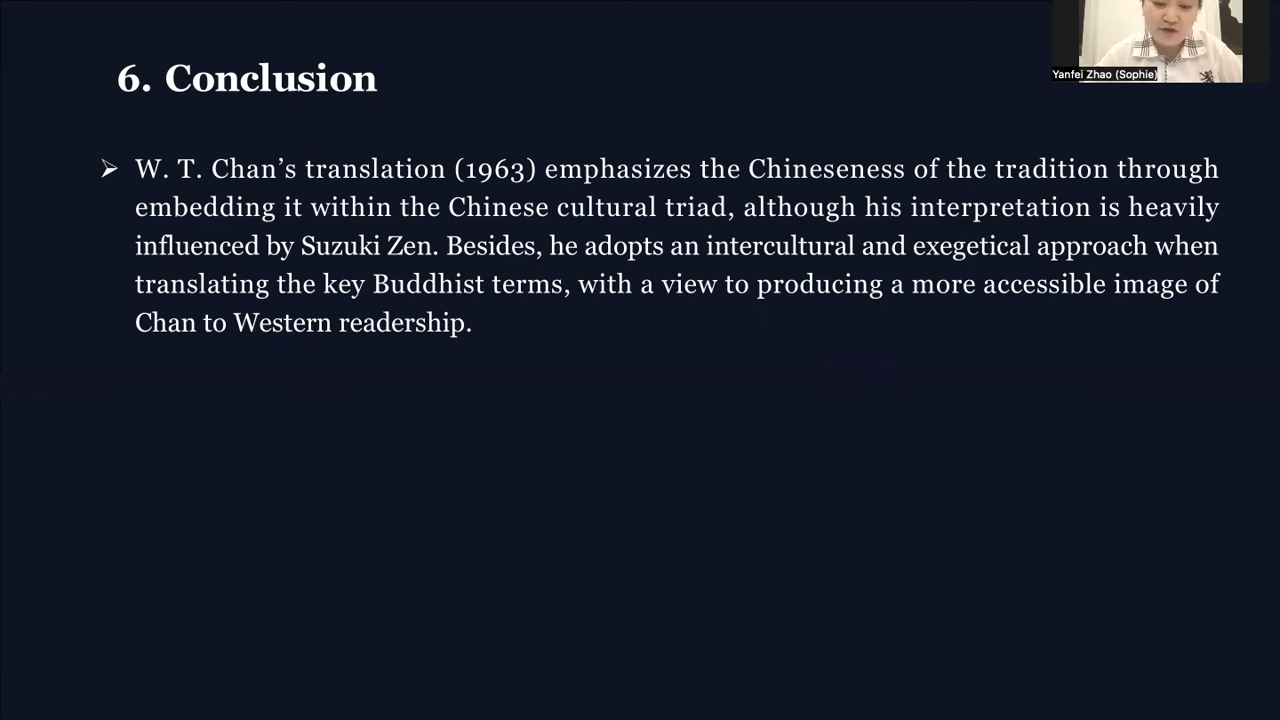 Yanfei Zhao (Sophie)
6. Conclusion
➢ W. T. Chan’s translation (1963) emphasizes the Chineseness of the tradition through
embedding it within the Chinese cultural triad, although his interpretation is heavily
influenced by Suzuki Zen. Besides, he adopts an intercultural and exegetical approach when
translating the key Buddhist terms, with a view to producing a more accessible image of
Chan to Western readership.